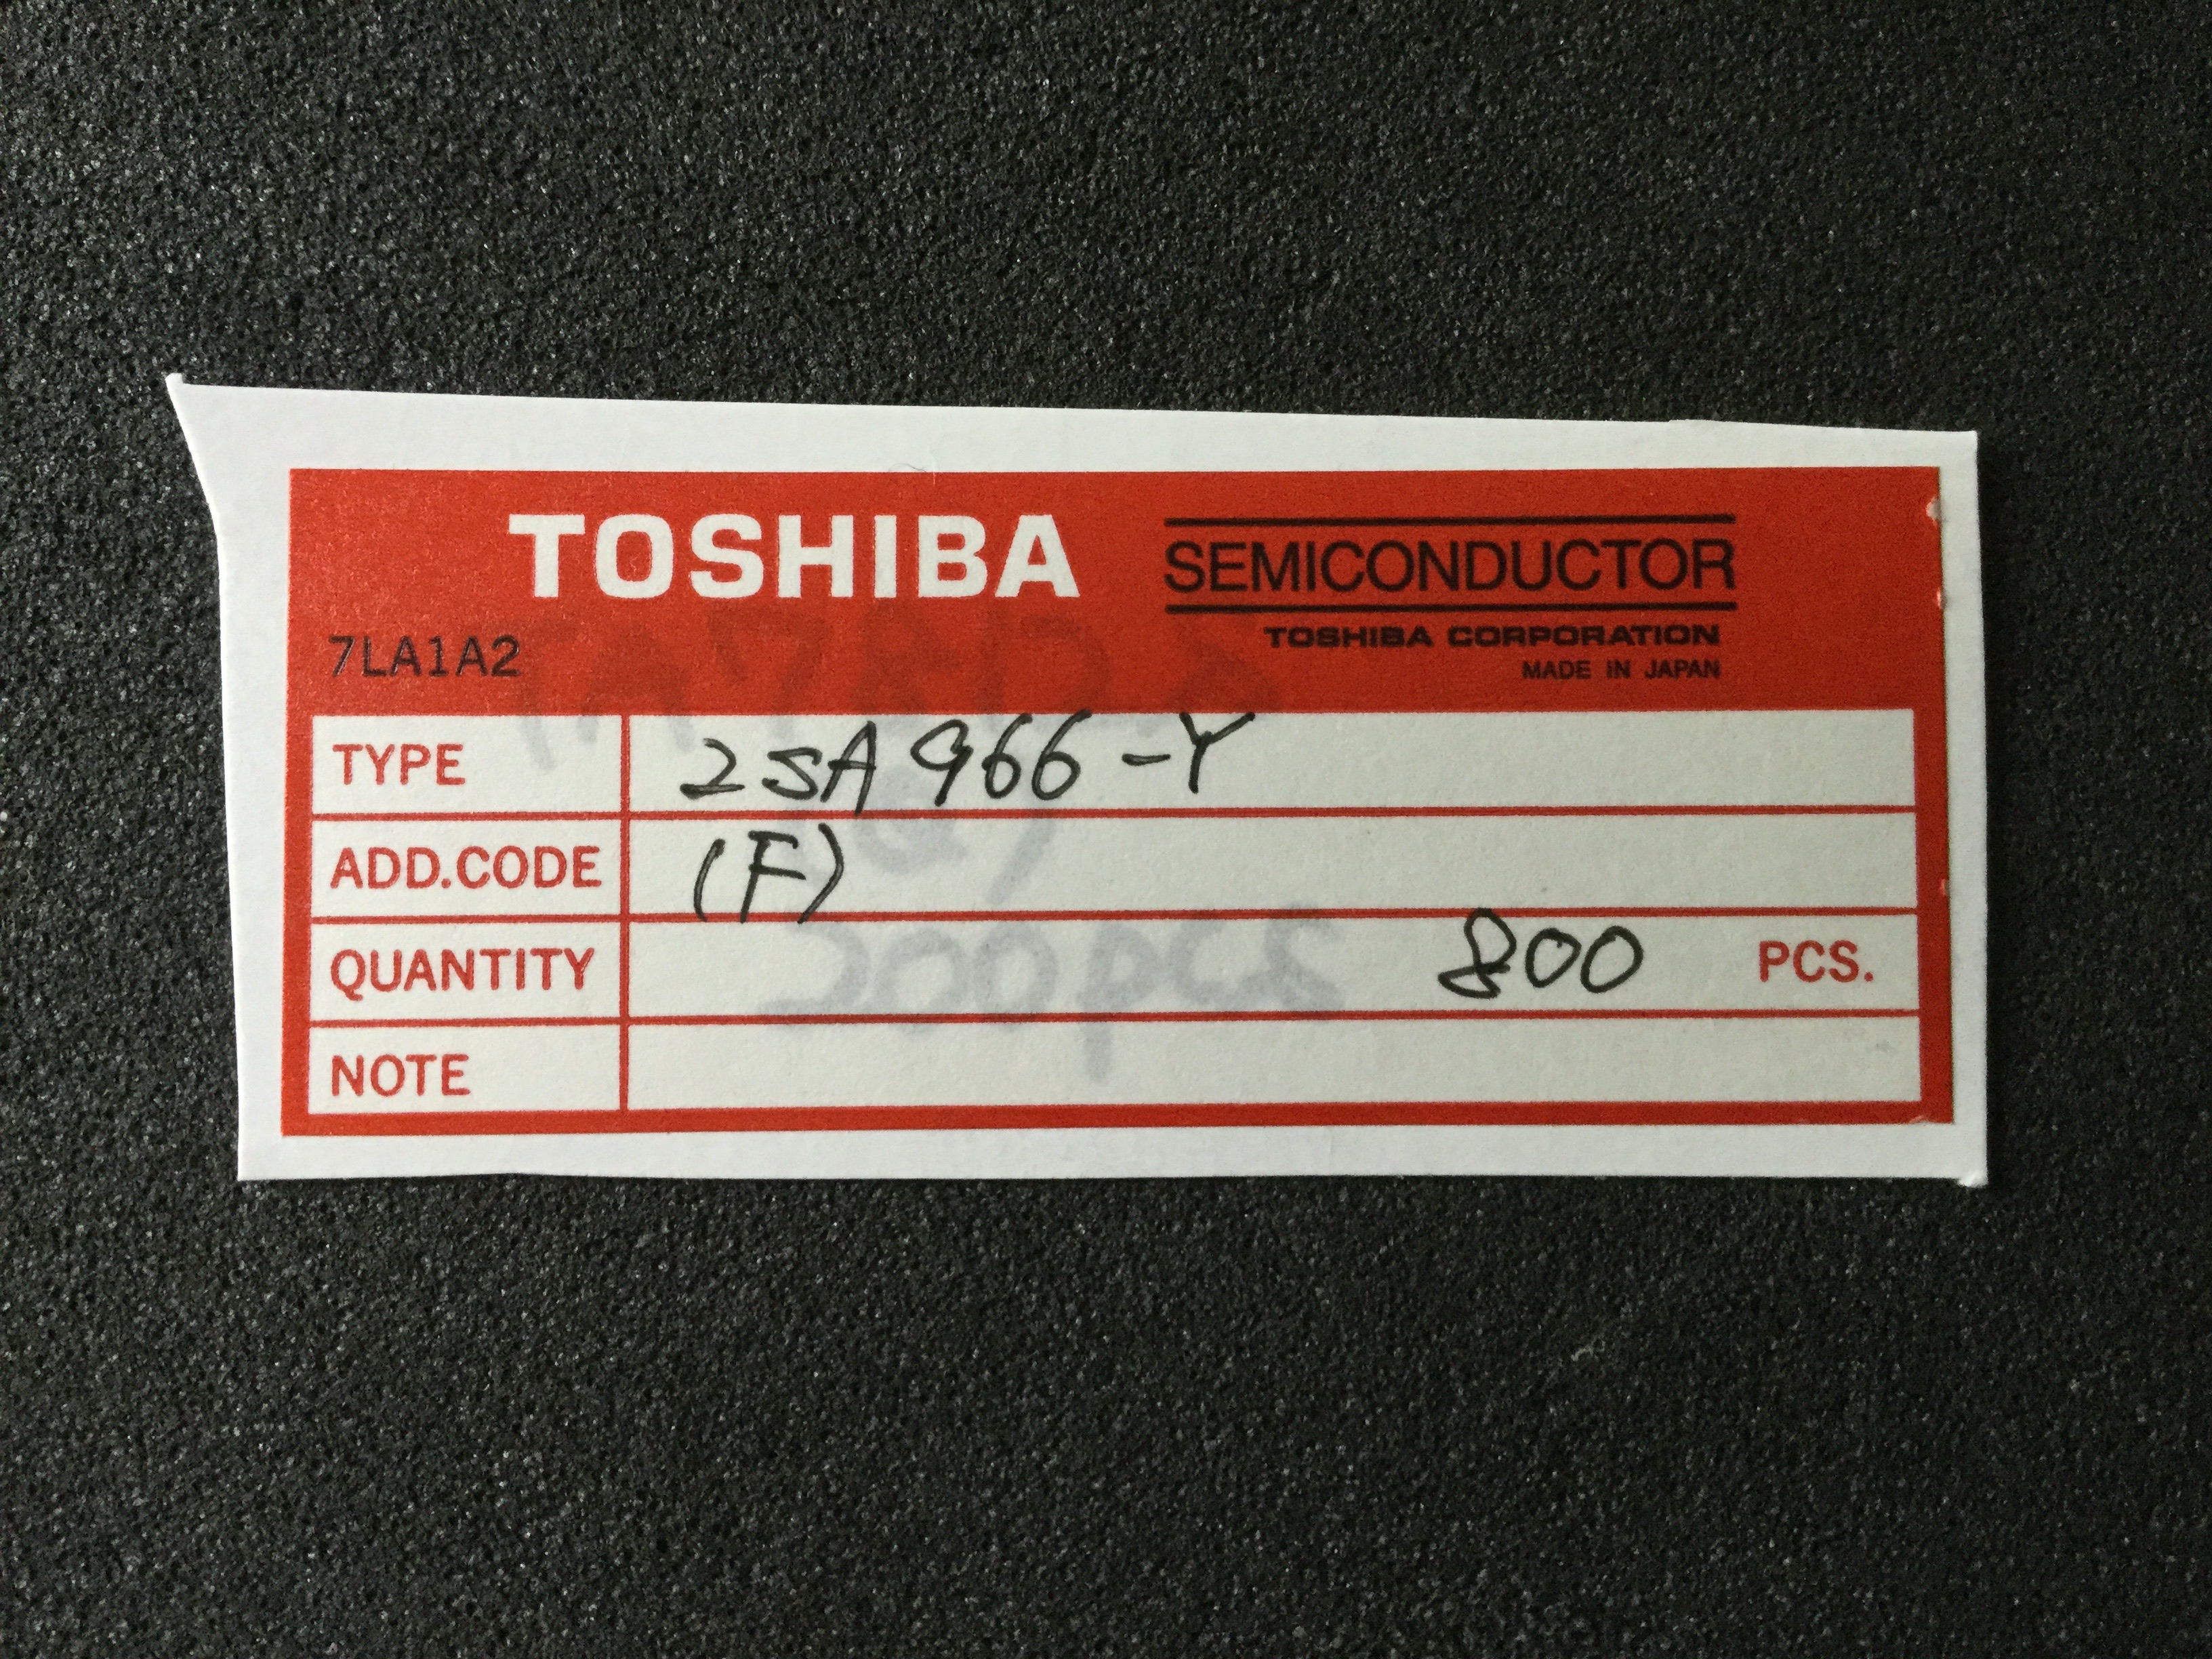 TOSHIBA SEMICONDUCTOR
TOSHIBA CORPORATION
7LA1A2 MADE IN JAPAN
TYPE 2SA966-Y
ADD.CODE (F)
QUANTITY 800 PCS.
NOTE